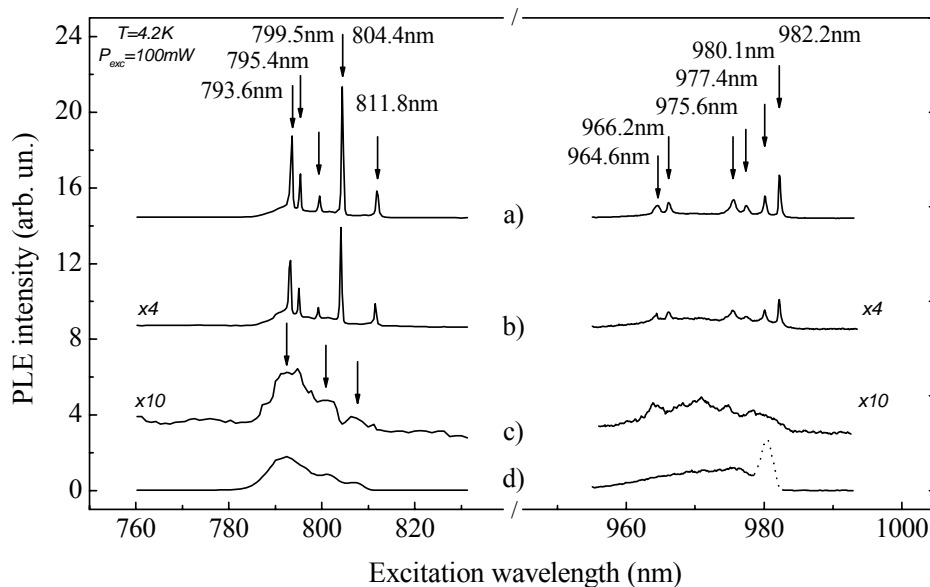 T=4.2K
P_exc=100mW
799.5nm
804.4nm
795.4nm
793.6nm
811.8nm
982.2nm
980.1nm
977.4nm
975.6nm
966.2nm
964.6nm
a)
x4
b)
x4
x10
c)
x10
d)
24
20
16
12
8
4
0
PLE intensity (arb. un.)
/
/
760 780 800 820 960 980 1000
Excitation wavelength (nm)